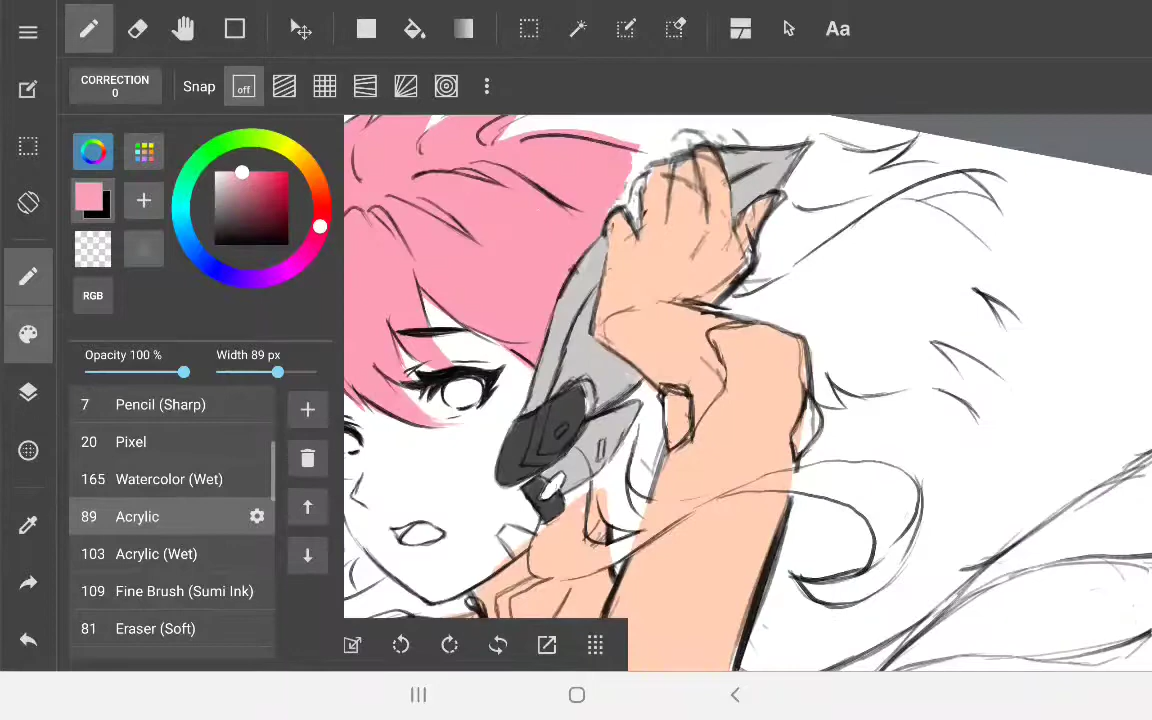 Aa
CORRECTION
0
Snap
off
RGB
Opacity 100 %
Width 89 px
7 Pencil (Sharp)
20 Pixel
165 Watercolor (Wet)
89 Acrylic
103 Acrylic (Wet)
109 Fine Brush (Sumi Ink)
81 Eraser (Soft)